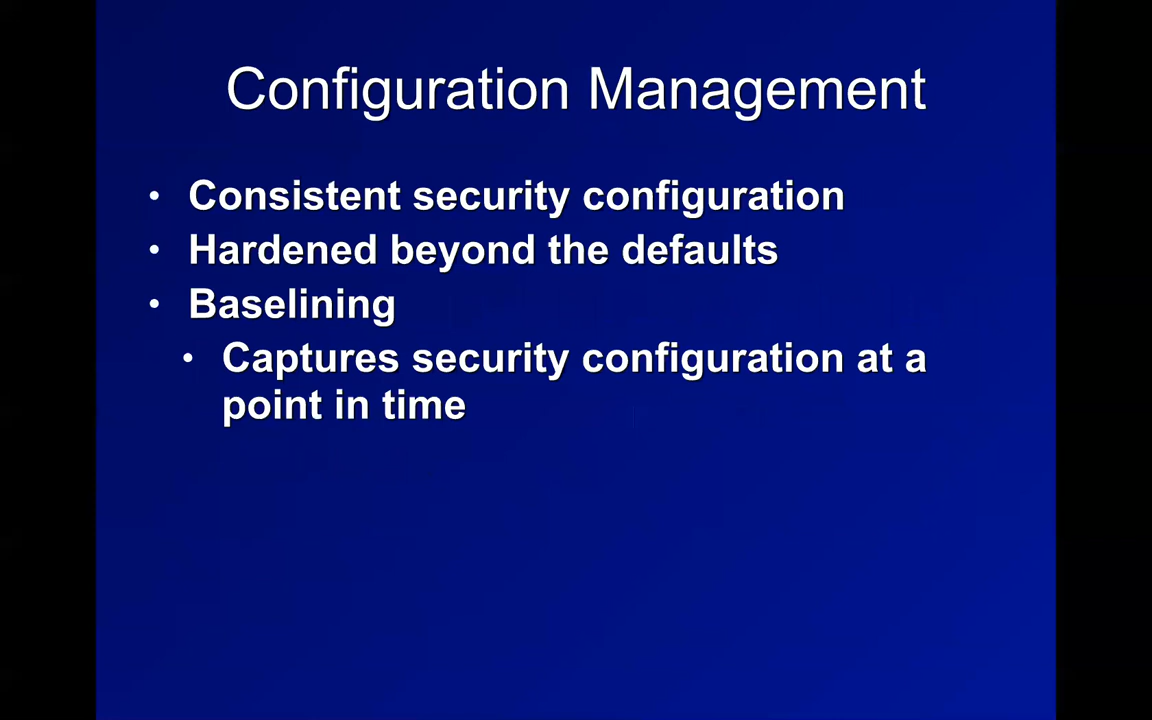 Configuration Management
• Consistent security configuration
• Hardened beyond the defaults
• Baselining
• Captures security configuration at a
point in time